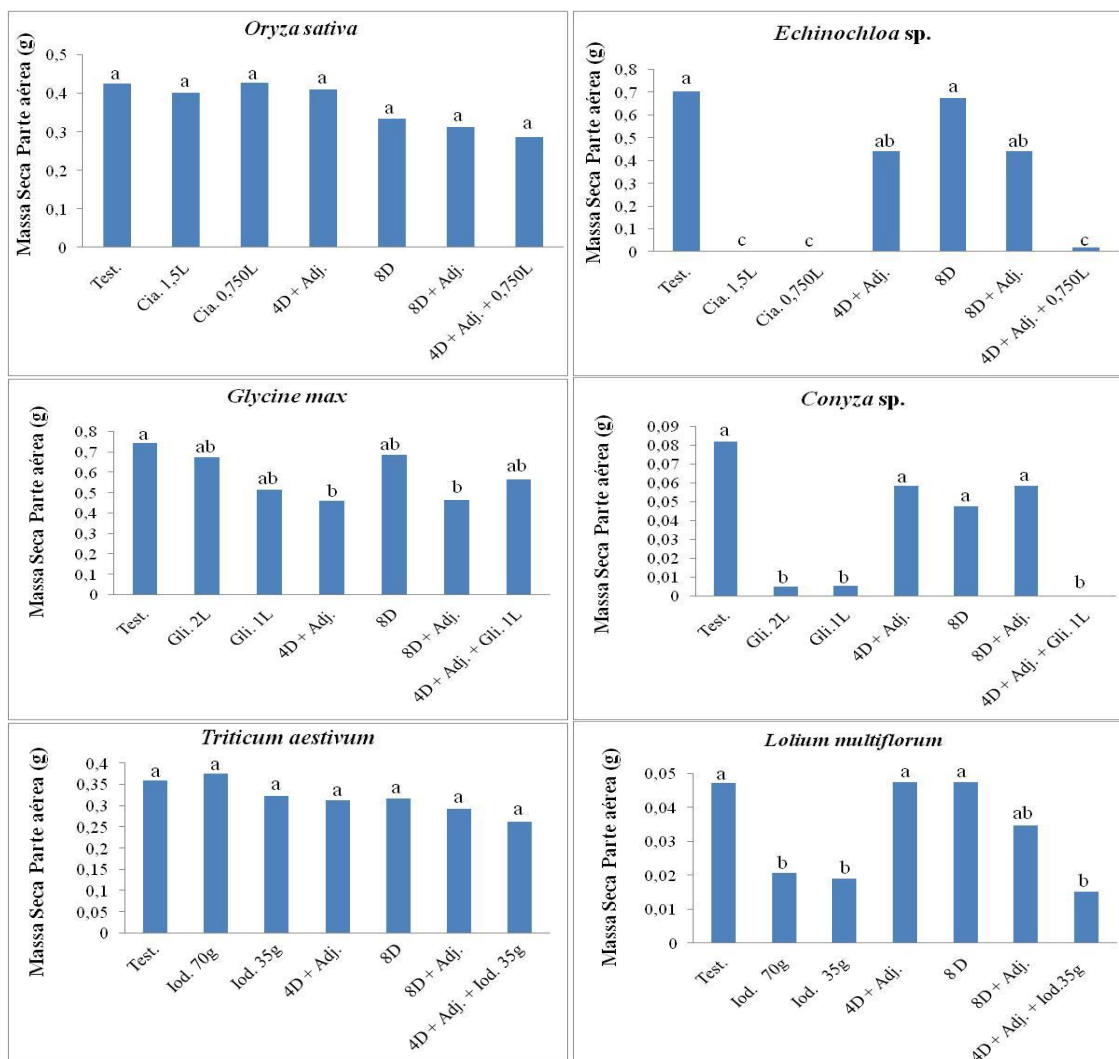 Oryza sativa
Massa Seca Parte aérea (g)
0,5
0,4
0,3
0,2
0,1
0
a
a
a
a
a
a
a
Test.
Cia. 1,5L
Cia. 0,750L
4D + Adj.
8D
8D + Adj.
4D + Adj. + 0,750L
Echinochloa sp.
Massa Seca Parte aérea (g)
0,8
0,7
0,6
0,5
0,4
0,3
0,2
0,1
0
a
c
c
ab
a
ab
c
Test.
Cia. 1,5L
Cia. 0,750L
4D + Adj.
8D
8D + Adj.
4D + Adj. + 0,750L
Glycine max
Massa Seca Parte aérea (g)
0,8
0,7
0,6
0,5
0,4
0,3
0,2
0,1
0
a
ab
ab
b
ab
b
ab
Test.
Gli. 2L
Gli. 1L
4D + Adj.
8D
8D + Adj.
4D + Adj. + Gli. 1L
Conyza sp.
Massa Seca Parte aérea (g)
0,09
0,08
0,07
0,06
0,05
0,04
0,03
0,02
0,01
0
a
b
b
a
a
a
b
Test.
Gli. 2L
Gli.1L
4D + Adj.
8D
8D + Adj.
4D + Adj. + Gli. 1L
Triticum aestivum
Massa Seca Parte aérea (g)
0,4
0,35
0,3
0,25
0,2
0,15
0,1
0,05
0
a
a
a
a
a
a
a
Test.
Iod. 70g
Iod. 35g
4D + Adj.
8D
8D + Adj.
4D + Adj. + Iod. 35g
Lolium multiflorum
Massa Seca Parte aérea (g)
0,05
0,04
0,03
0,02
0,01
0
a
b
b
a
a
ab
b
Test.
Iod. 70g
Iod. 35g
4D + Adj.
8 D
8D + Adj.
4D + Adj. + Iod.35g